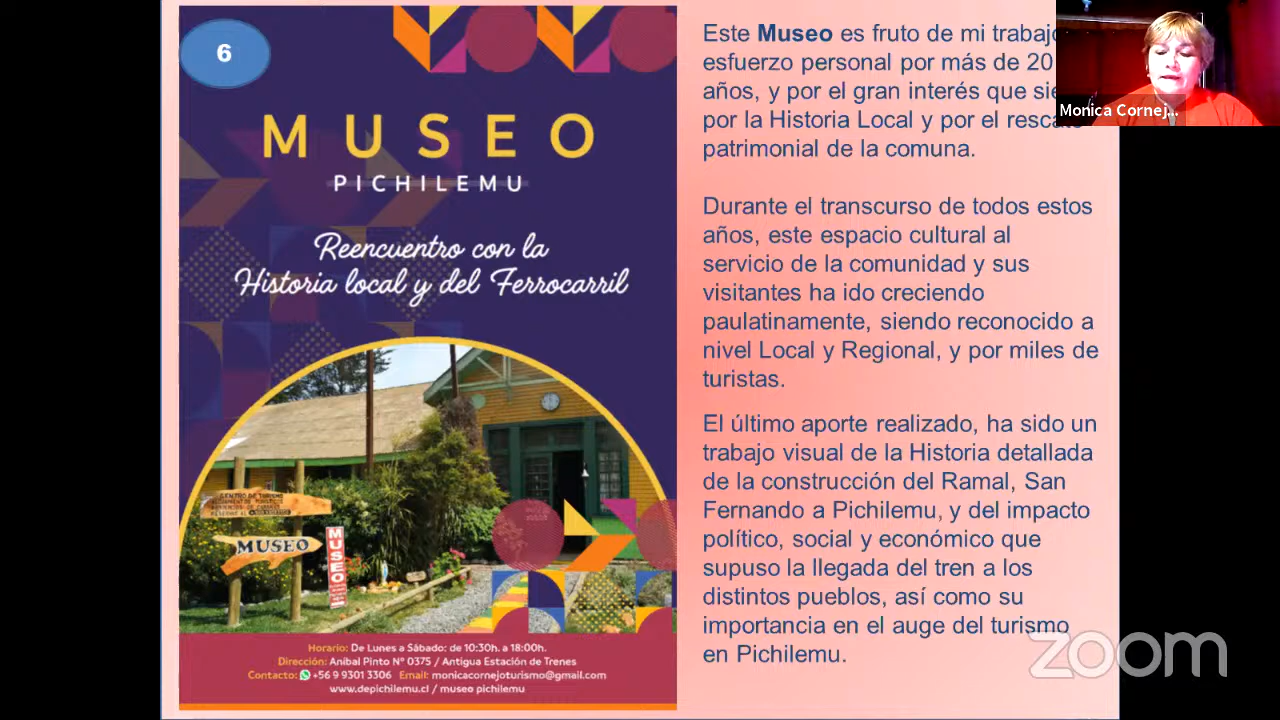 6
MUSEO
PICHILEMU
Reencuentro con la
Historia local y del Ferrocarril
CENTRO DE TURISMO
MUSEO
MUSEO
Horario: De Lunes a Sábado: de 10:30h. a 18:00h.
Dirección: Aníbal Pinto Nº 0375 / Antigua Estación de Trenes
Contacto: +56 9 9301 3306 Email: monicacornejoturismo@gmail.com
www.depichilemu.cl / museo pichilemu
Este Museo es fruto de mi trabajo
esfuerzo personal por más de 20
años, y por el gran interés que
por la Historia Local y por el
patrimonial de la comuna.
Durante el transcurso de todos estos
años, este espacio cultural al
servicio de la comunidad y sus
visitantes ha ido creciendo
paulatinamente, siendo reconocido a
nivel Local y Regional, y por miles de
turistas.
El último aporte realizado, ha sido un
trabajo visual de la Historia detallada
de la construcción del Ramal, San
Fernando a Pichilemu, y del impacto
político, social y económico que
supuso la llegada del tren a los
distintos pueblos, así como su
importancia en el auge del turismo
en Pichilemu.
Monica Cornej...
zoom